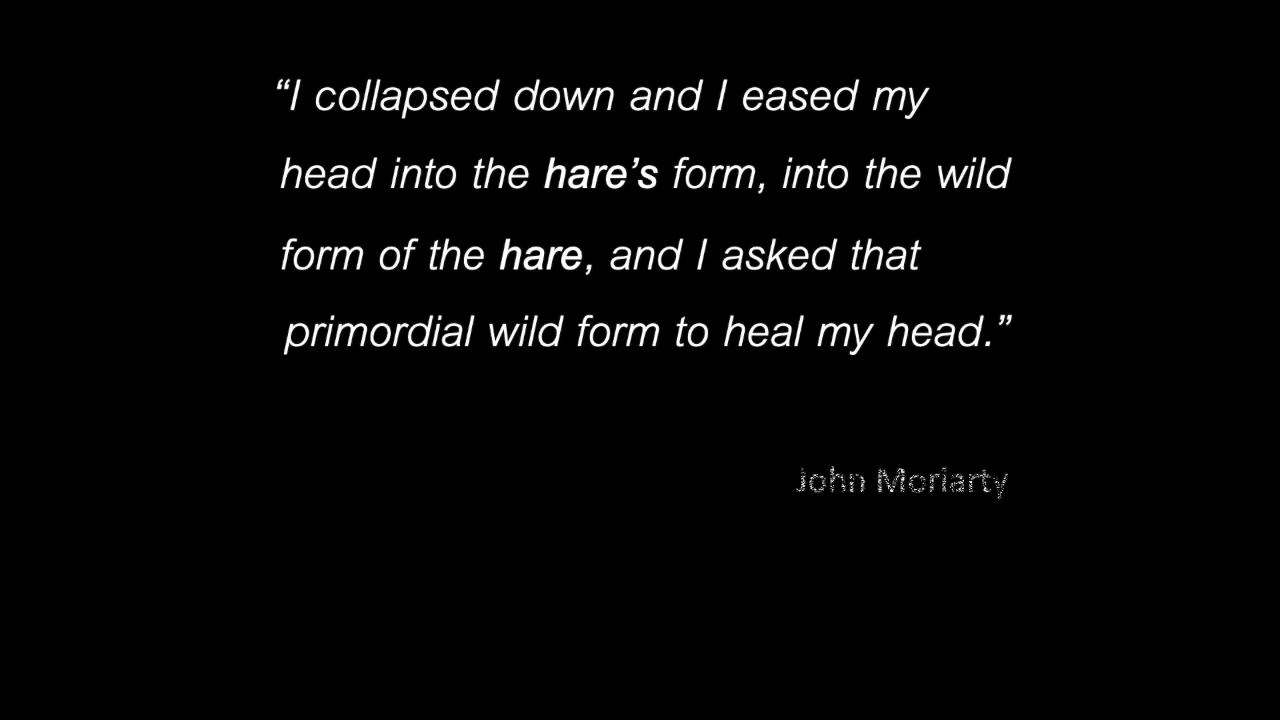 “I collapsed down and I eased my
head into the hare’s form, into the wild
form of the hare, and I asked that
primordial wild form to heal my head.”
John Moriarty